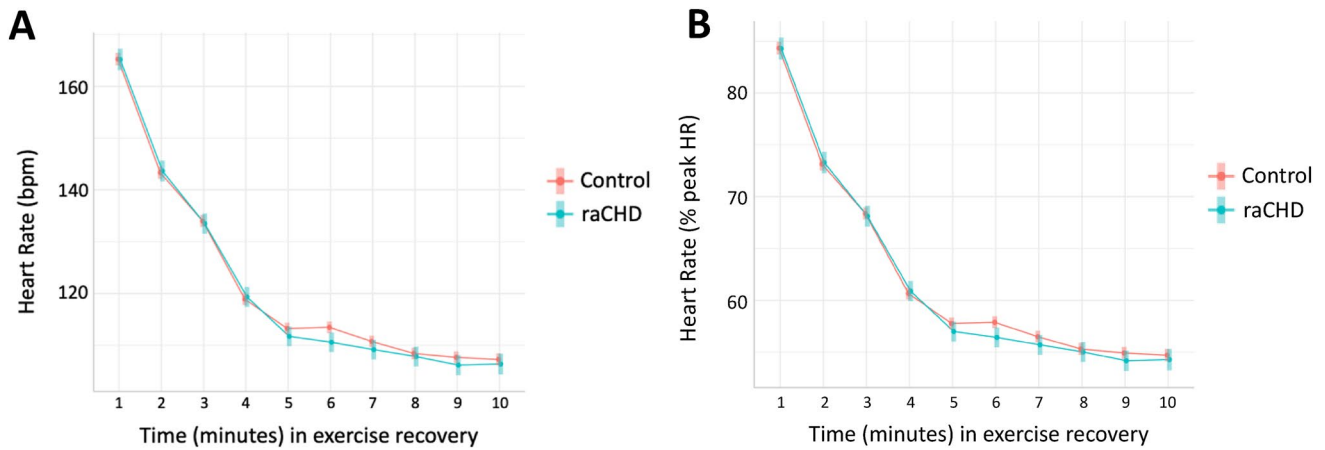 A
Heart Rate (bpm)
160
140
120
1 2 3 4 5 6 7 8 9 10
Time (minutes) in exercise recovery
Control
raCHD
B
Heart Rate (% peak HR)
80
70
60
1 2 3 4 5 6 7 8 9 10
Time (minutes) in exercise recovery
Control
raCHD